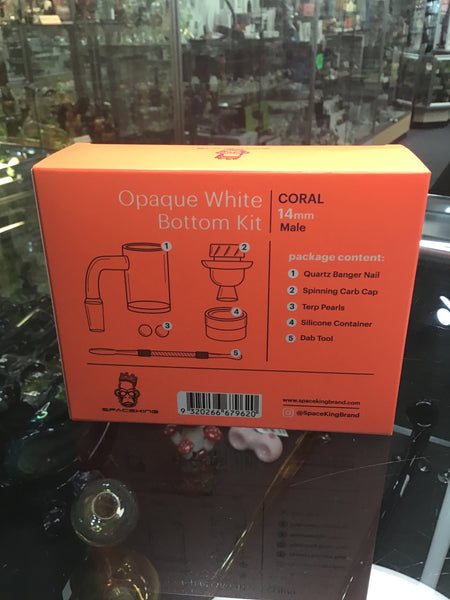 Opaque White
Bottom Kit
CORAL
14mm
Male
package content:
1 Quartz Banger Nail
2 Spinning Carb Cap
3 Terp Pearls
4 Silicone Container
5 Dab Tool
1
2
3
4
5
SPACEKING
9 320266 679620
www.spacekingbrand.com
@SpaceKingBrand